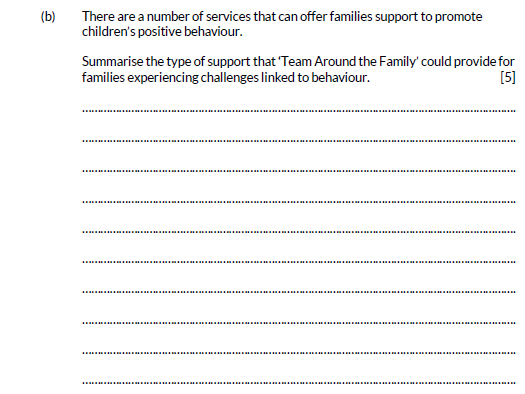 (b) There are a number of services that can offer families support to promote
children's positive behaviour.
Summarise the type of support that 'Team Around the Family' could provide for
families experiencing challenges linked to behaviour. [5]